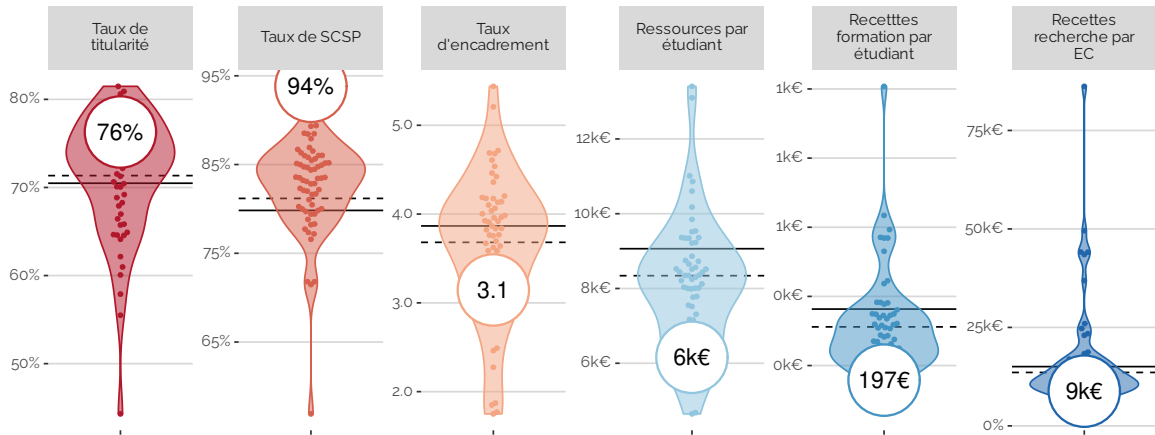 Taux de
titularité
80%
76%
70%
60%
50%
Taux de SCSP
95%
94%
85%
75%
65%
Taux
d'encadrement
5.0
4.0
3.1
3.0
2.0
Ressources par
étudiant
12k€
10k€
8k€
6k€
6k€
Recetttes
formation par
étudiant
1k€
1k€
1k€
0k€
0k€
197€
Recettes
recherche par
EC
75k€
50k€
25k€
9k€
0%